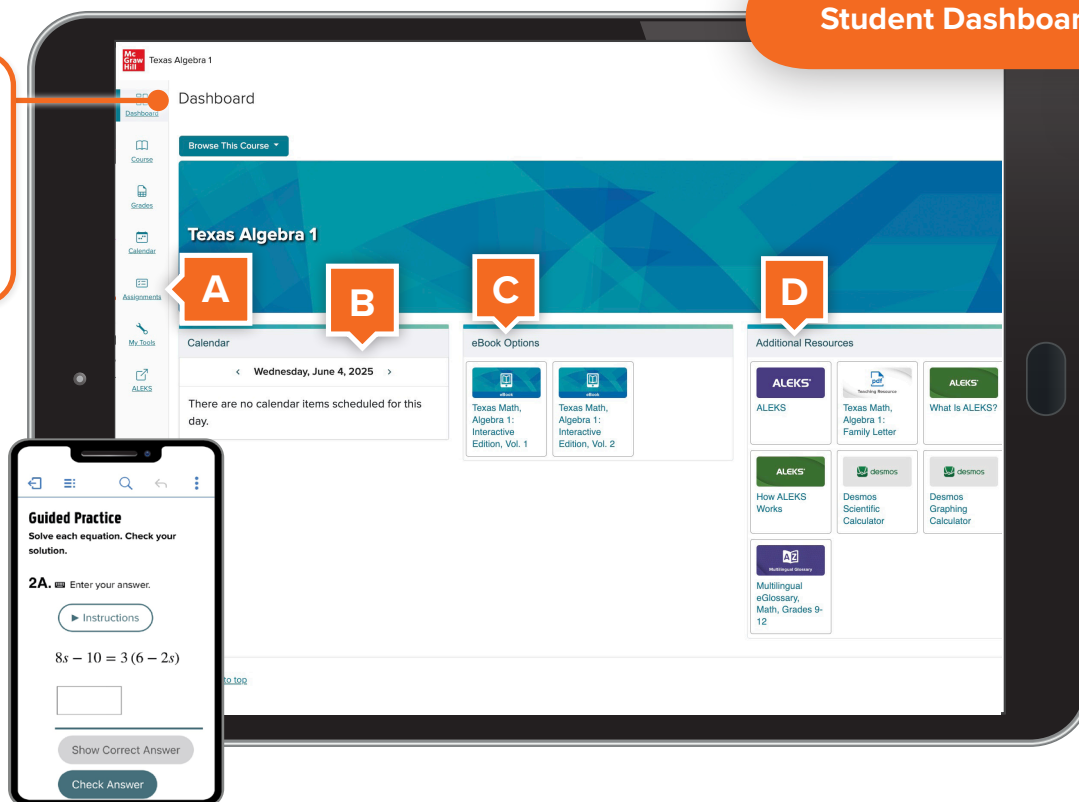 Student Dashboar
Mc
Graw
Hill
Texas Algebra 1
Dashboard
Dashboard
Browse This Course
Course
Grades
Calendar
Assignments
My Tools
ALEKS
Texas Algebra 1
A
B
C
D
Calendar
‹ Wednesday, June 4, 2025 ›
There are no calendar items scheduled for this
day.
eBook Options
eBook
Texas Math,
Algebra 1:
Interactive
Edition, Vol. 1
eBook
Texas Math,
Algebra 1:
Interactive
Edition, Vol. 2
Additional Resources
ALEKS
ALEKS
pdf
Teaching Resource
Texas Math,
Algebra 1:
Family Letter
ALEKS
What Is ALEKS?
ALEKS
How ALEKS
Works
desmos
Desmos
Scientific
Calculator
desmos
Desmos
Graphing
Calculator
AZ
Multilingual Glossary
Multilingual
eGlossary,
Math, Grades 9-
12
to top
Guided Practice
Solve each equation. Check your
solution.
2A. Enter your answer.
Instructions
8s − 10 = 3 (6 − 2s)
Show Correct Answer
Check Answer